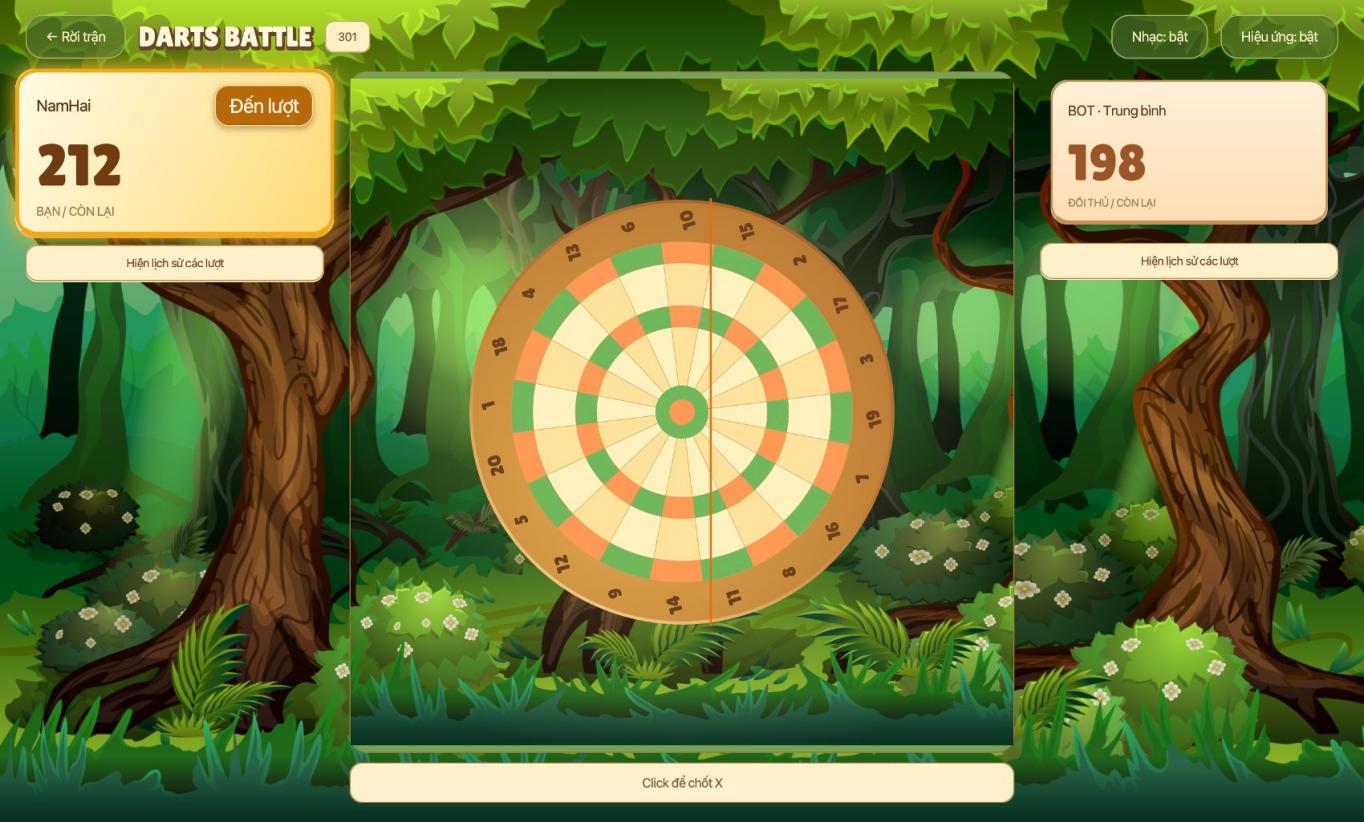 ← Rời trận
DARTS BATTLE
301
Nhạc: bật
Hiệu ứng: bật
NamHai
Đến lượt
212
BẠN / CÒN LẠI
Hiện lịch sử các lượt
BOT · Trung bình
198
ĐỐI THỦ / CÒN LẠI
Hiện lịch sử các lượt
10
15
2
17
3
19
7
16
8
11
14
9
12
5
20
1
18
4
13
6
Click để chốt X